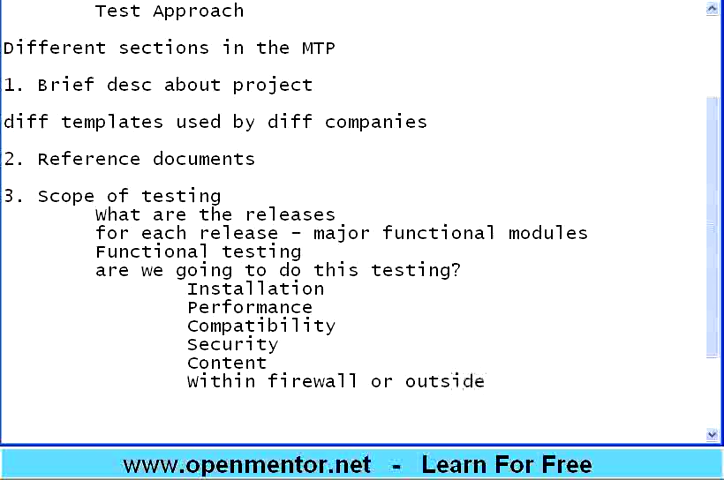 Test Approach
Different sections in the MTP
1. Brief desc about project
diff templates used by diff companies
2. Reference documents
3. Scope of testing
What are the releases
for each release - major functional modules
Functional testing
are we going to do this testing?
Installation
Performance
Compatibility
Security
Content
Within firewall or outside
www.openmentor.net - Learn For Free